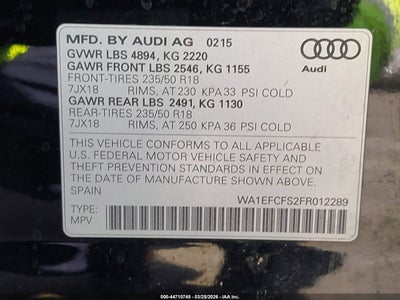 MFD. BY AUDI AG 0215
GVWR LBS 4894, KG 2220
GAWR FRONT LBS 2546, KG 1155
FRONT-TIRES 235/50 R18
7JX18 RIMS, AT 230 KPA 33 PSI COLD
GAWR REAR LBS 2491, KG 1130
REAR-TIRES 235/50 R18
7JX18 RIMS, AT 250 KPA 36 PSI COLD
Audi
THIS VEHICLE CONFORMS TO ALL APPLICABLE
U.S. FEDERAL MOTOR VEHICLE SAFETY AND
THEFT PREVENTION STANDARDS IN EFFECT ON
THE DATE OF MANUFACTURE SHOWN ABOVE.
SPAIN
WA1EFCFS2FR012289
TYPE:
MPV
000-44710745 - 03/25/2026 - IAAI.COM